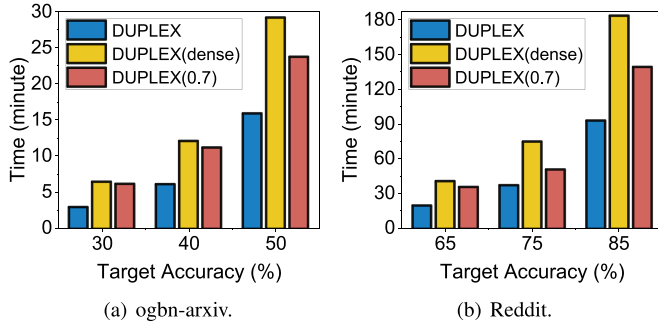 30
25
20
15
10
5
0
Time (minute)
DUPLEX
DUPLEX(dense)
DUPLEX(0.7)
30 40 50
Target Accuracy (%)
(a) ogbn-arxiv.
180
150
120
90
60
30
0
Time (minute)
DUPLEX
DUPLEX(dense)
DUPLEX(0.7)
65 75 85
Target Accuracy (%)
(b) Reddit.